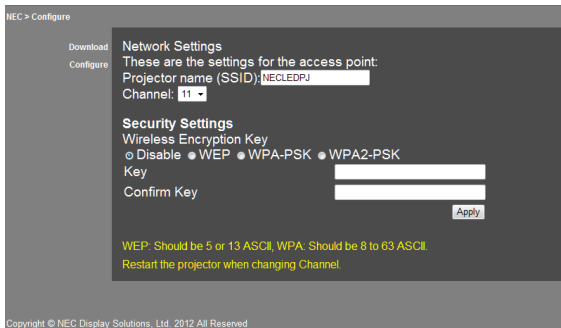 NEC > Configure
Download
Configure
Network Settings
These are the settings for the access point:
Projector name (SSID): NECLEDPJ
Channel: 11
Security Settings
Wireless Encryption Key
Disable WEP WPA-PSK WPA2-PSK
Key
Confirm Key
Apply
WEP: Should be 5 or 13 ASCII, WPA: Should be 8 to 63 ASCII.
Restart the projector when changing Channel.
Copyright © NEC Display Solutions, Ltd. 2012 All Reserved